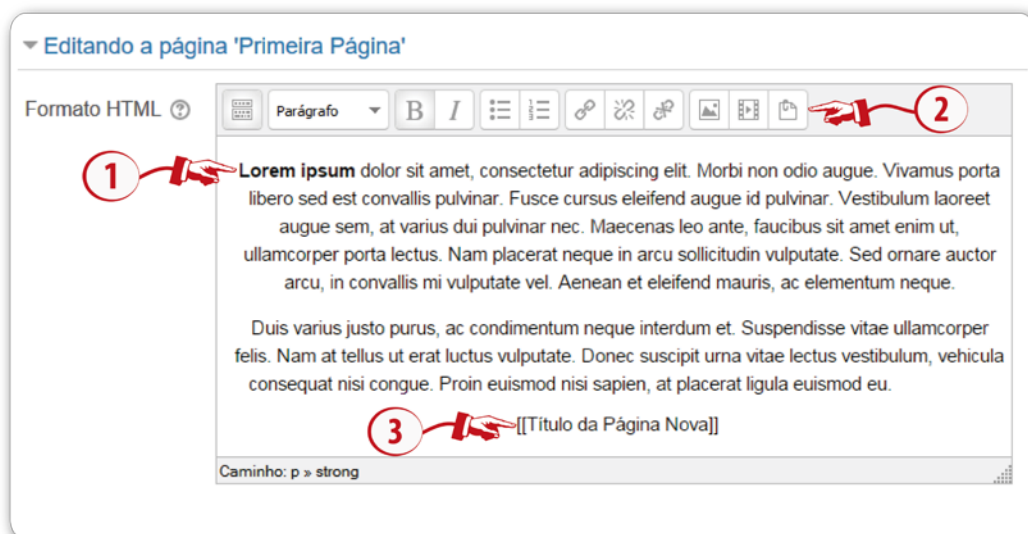 Editando a página 'Primeira Página'
Formato HTML ?
Parágrafo B I
2
1
Lorem ipsum dolor sit amet, consectetur adipiscing elit. Morbi non odio augue. Vivamus porta
libero sed est convallis pulvinar. Fusce cursus eleifend augue id pulvinar. Vestibulum laoreet
augue sem, at varius dui pulvinar nec. Maecenas leo ante, faucibus sit amet enim ut,
ullamcorper porta lectus. Nam placerat neque in arcu sollicitudin vulputate. Sed ornare auctor
arcu, in convallis mi vulputate vel. Aenean et eleifend mauris, ac elementum neque.
Duis varius justo purus, ac condimentum neque interdum et. Suspendisse vitae ullamcorper
felis. Nam at tellus ut erat luctus vulputate. Donec suscipit urna vitae lectus vestibulum, vehicula
consequat nisi congue. Proin euismod nisi sapien, at placerat ligula euismod eu.
3
[[Título da Página Nova]]
Caminho: p » strong